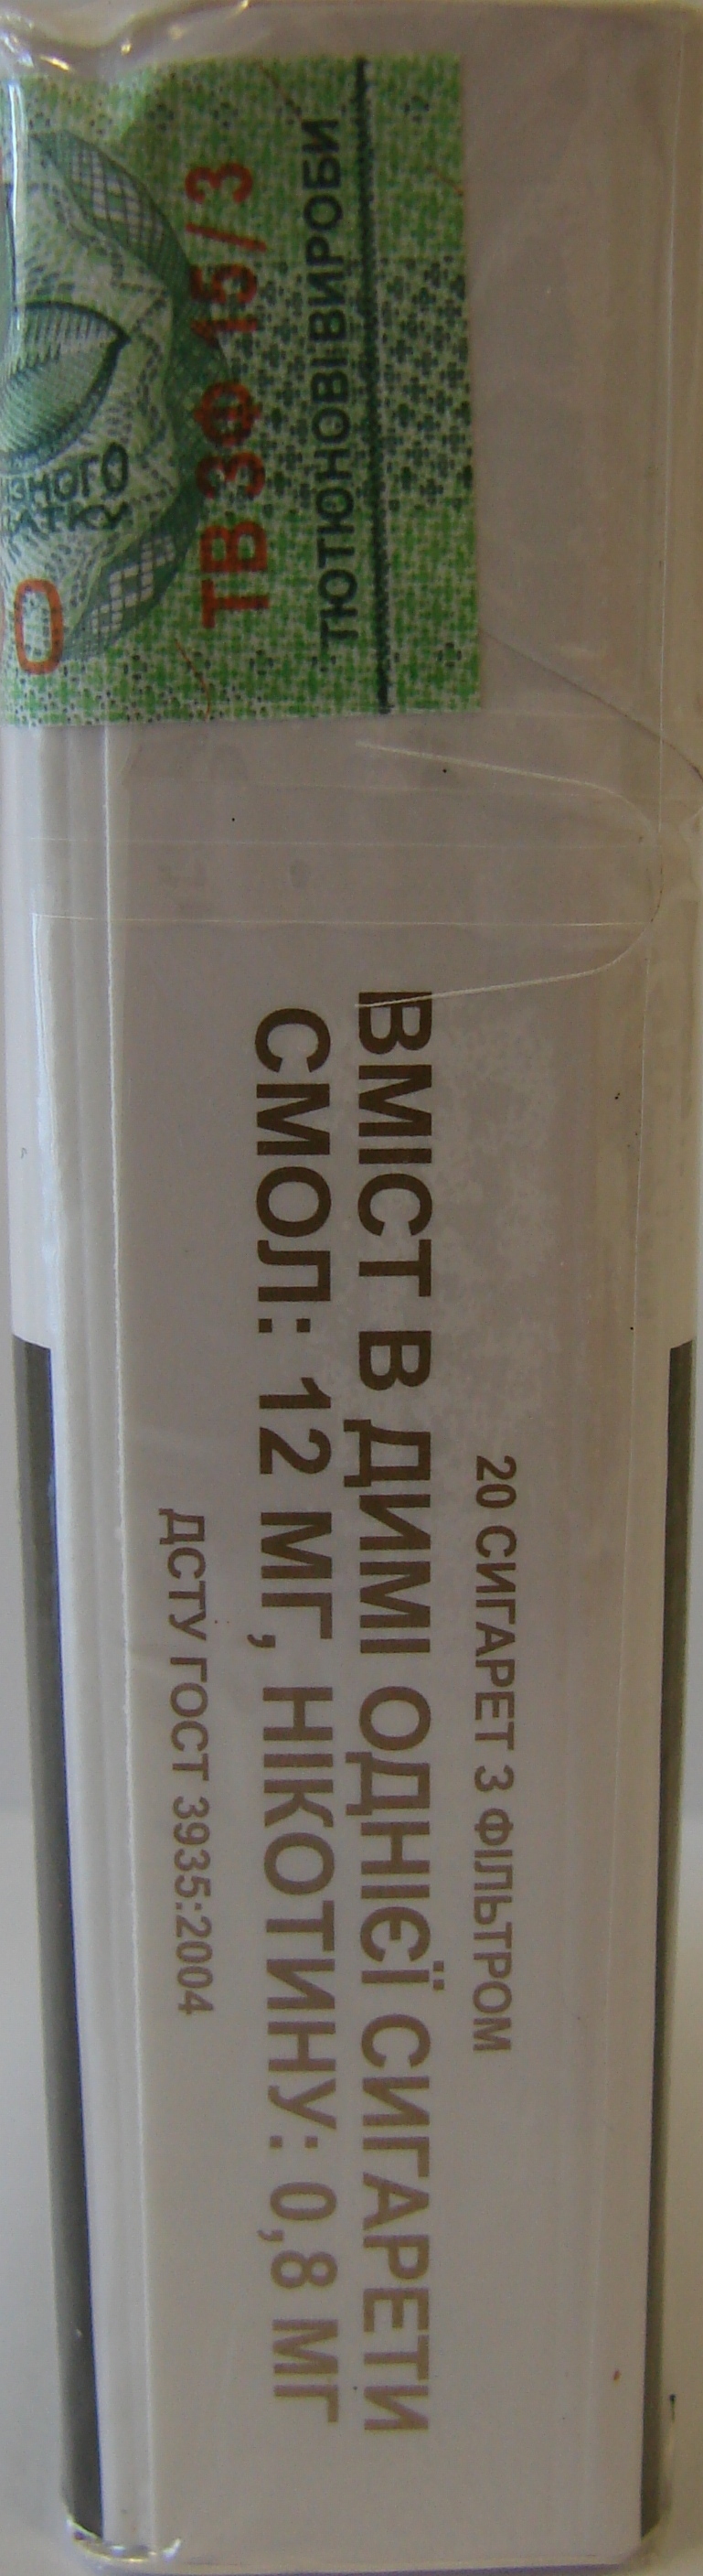 ТЮТЮНОВІ ВИРОБИ
ТВ ЗФ 15/3
20 СИГАРЕТ З ФІЛЬТРОМ
ВМІСТ В ДИМІ ОДНІЄЇ СИГАРЕТИ
СМОЛ: 12 МГ, НІКОТИНУ: 0,8 МГ
ДСТУ ГОСТ 3935:2004